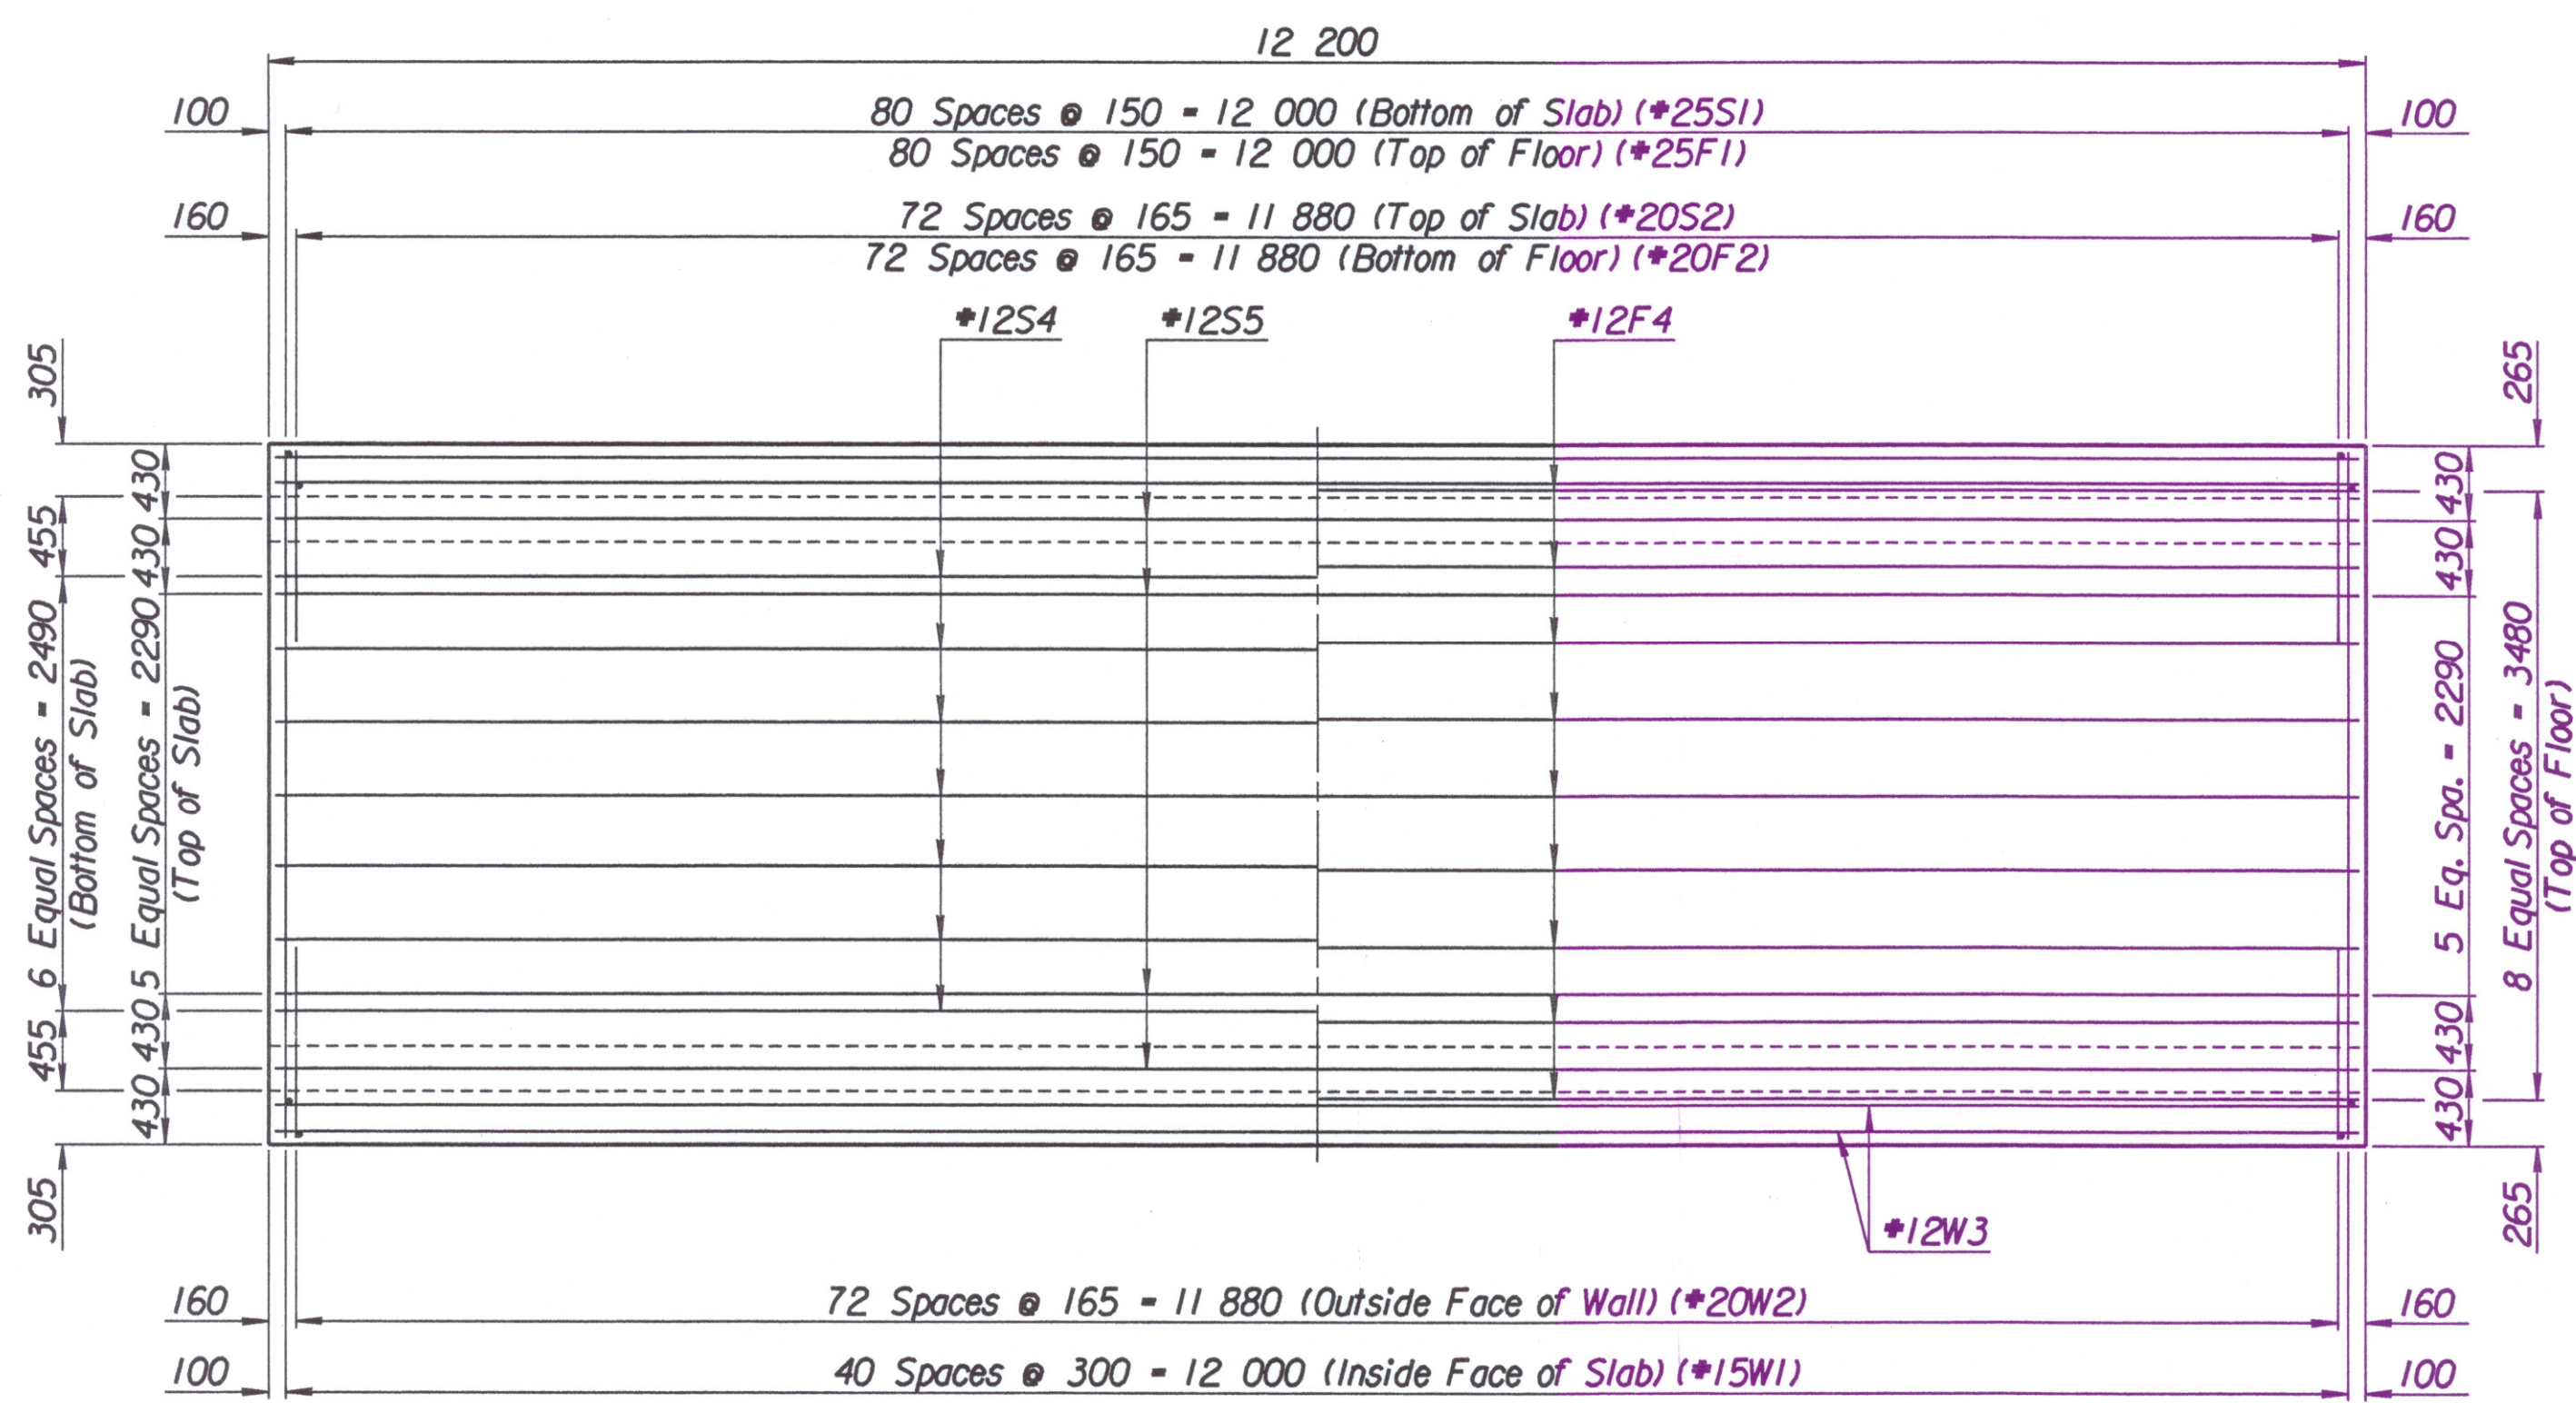 12 200
100 80 Spaces @ 150 = 12 000 (Bottom of Slab) (#25S1) 100
80 Spaces @ 150 = 12 000 (Top of Floor) (#25F1)
160 72 Spaces @ 165 = 11 880 (Top of Slab) (#20S2) 160
72 Spaces @ 165 = 11 880 (Bottom of Floor) (#20F2)
#12S4 #12S5 #12F4
305
455
6 Equal Spaces = 2490
(Bottom of Slab)
455
305
430
430
5 Equal Spaces = 2290
(Top of Slab)
430
430
430
430
5 Eq. Spa. = 2290
430
430
265
8 Equal Spaces = 3480
(Top of Floor)
265
#12W3
160 72 Spaces @ 165 = 11 880 (Outside Face of Wall) (#20W2) 160
100 40 Spaces @ 300 = 12 000 (Inside Face of Slab) (#15W1) 100